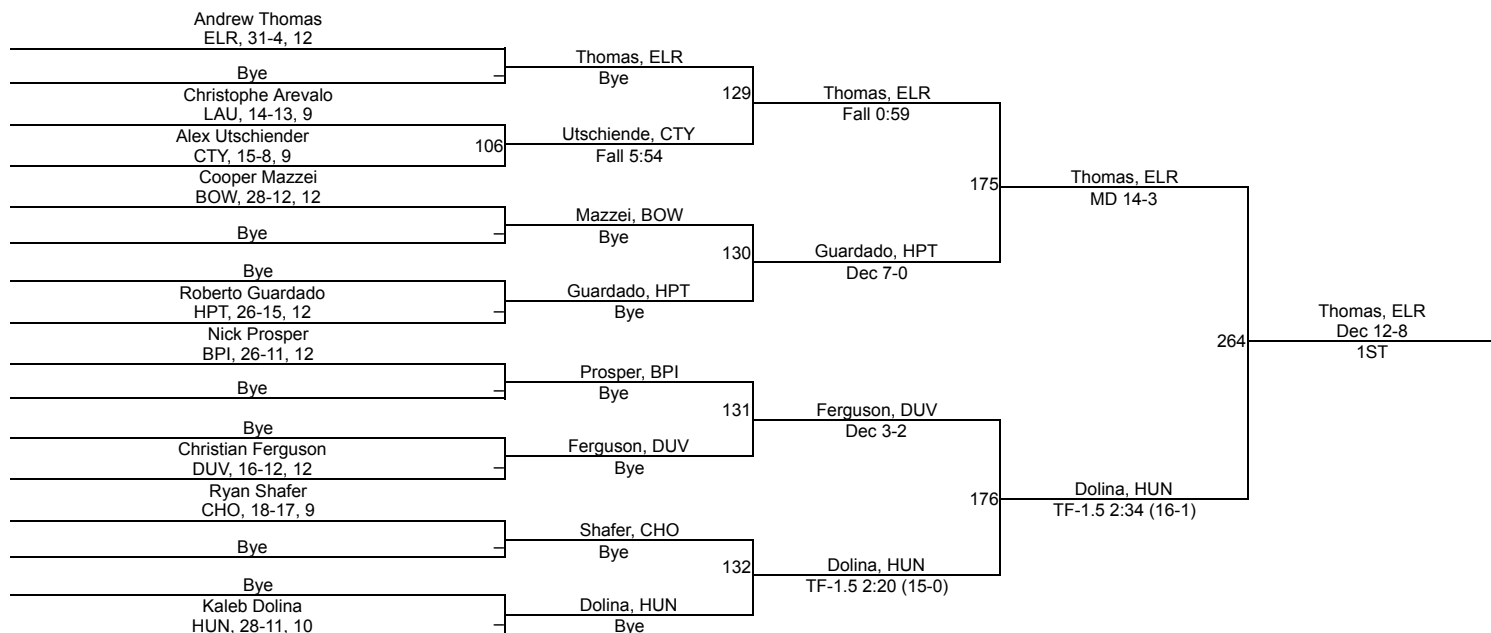 Andrew Thomas
ELR, 31-4, 12
Bye
Christophe Arevalo
LAU, 14-13, 9
Alex Utschiender
CTY, 15-8, 9
Cooper Mazzei
BOW, 28-12, 12
Bye
Bye
Roberto Guardado
HPT, 26-15, 12
Nick Prosper
BPI, 26-11, 12
Bye
Bye
Christian Ferguson
DUV, 16-12, 12
Ryan Shafer
CHO, 18-17, 9
Bye
Bye
Kaleb Dolina
HUN, 28-11, 10
–
106
–
–
–
–
–
–
Thomas, ELR
Bye
Utschiende, CTY
Fall 5:54
Mazzei, BOW
Bye
Guardado, HPT
Bye
Prosper, BPI
Bye
Ferguson, DUV
Bye
Shafer, CHO
Bye
Dolina, HUN
Bye
129
130
131
132
Thomas, ELR
Fall 0:59
Guardado, HPT
Dec 7-0
Ferguson, DUV
Dec 3-2
Dolina, HUN
TF-1.5 2:20 (15-0)
175
176
Thomas, ELR
MD 14-3
Dolina, HUN
TF-1.5 2:34 (16-1)
264
Thomas, ELR
Dec 12-8
1ST